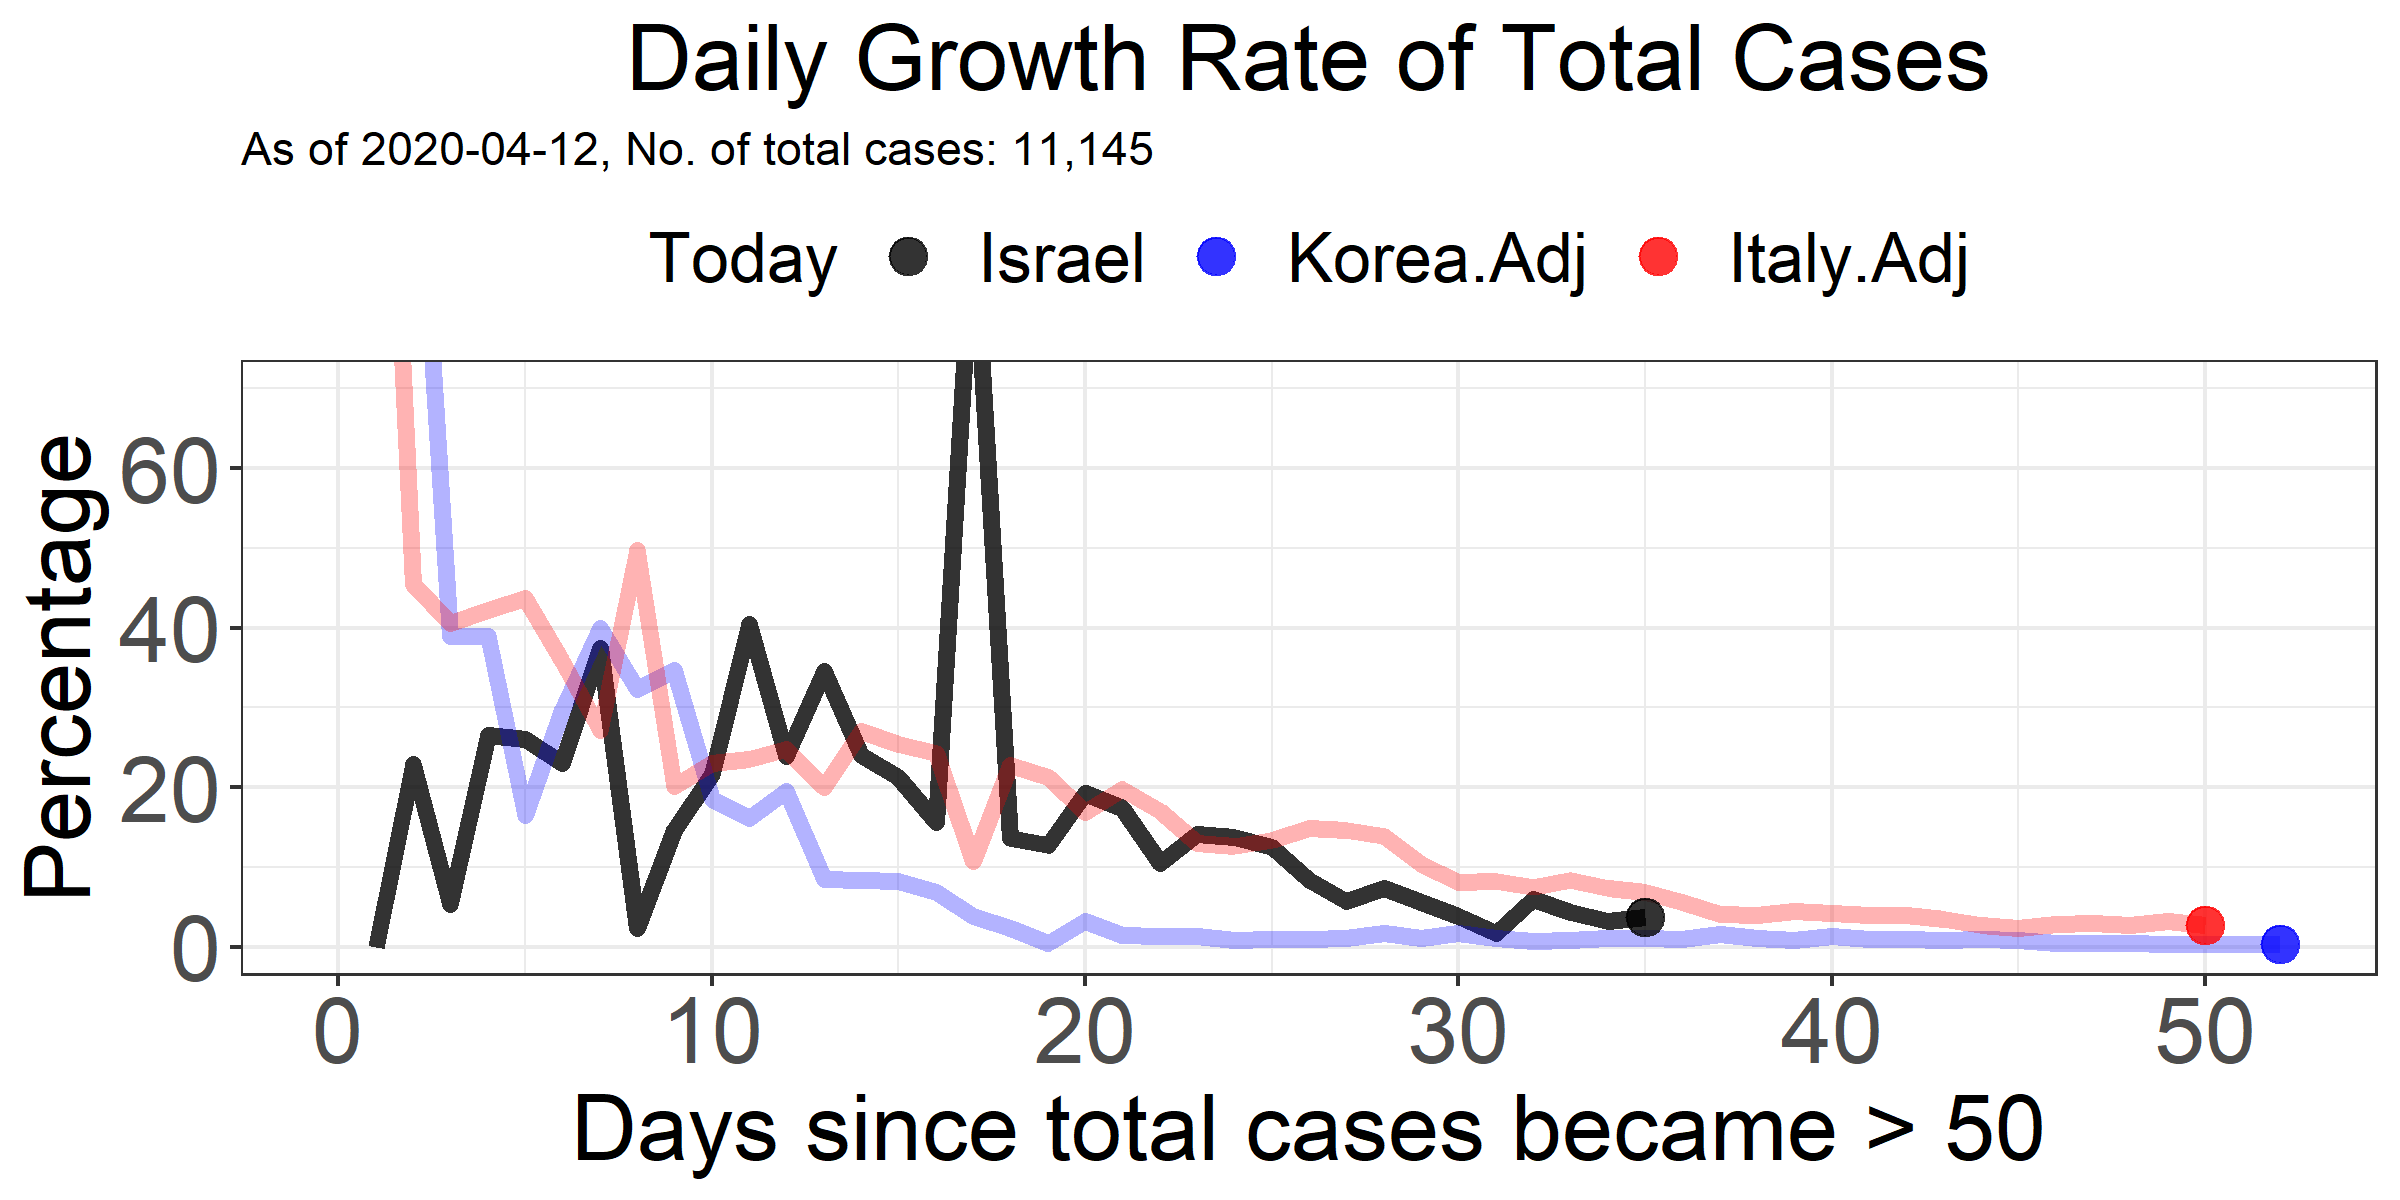 Daily Growth Rate of Total Cases
As of 2020-04-12, No. of total cases: 11,145
Today Israel Korea.Adj Italy.Adj
Percentage
60
40
20
0
0 10 20 30 40 50
Days since total cases became > 50